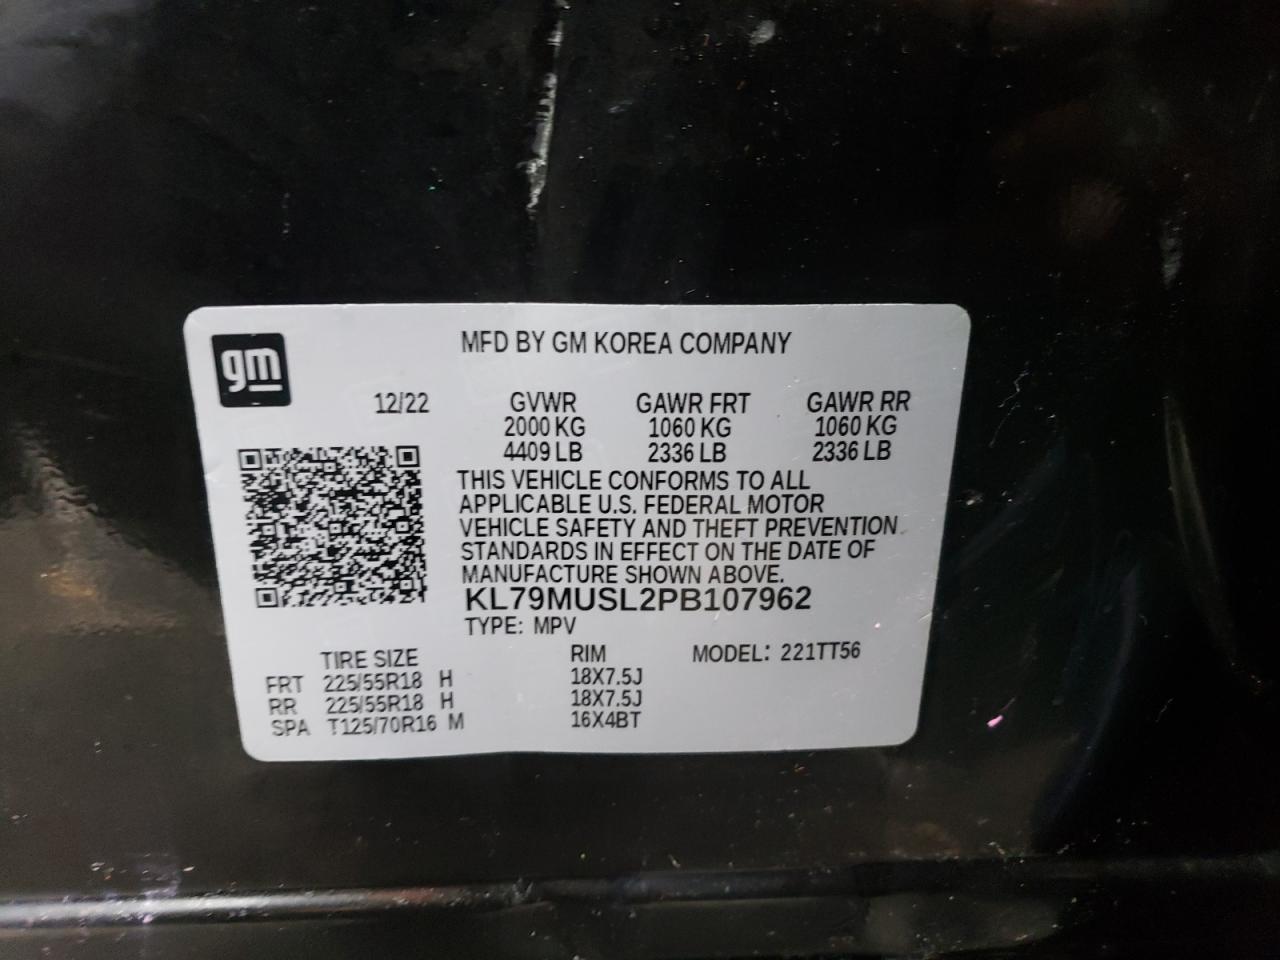 gm
MFD BY GM KOREA COMPANY
12/22 GVWR GAWR FRT GAWR RR
2000 KG 1060 KG 1060 KG
4409 LB 2336 LB 2336 LB
THIS VEHICLE CONFORMS TO ALL
APPLICABLE U.S. FEDERAL MOTOR
VEHICLE SAFETY AND THEFT PREVENTION
STANDARDS IN EFFECT ON THE DATE OF
MANUFACTURE SHOWN ABOVE.
KL79MUSL2PB107962
TYPE: MPV
TIRE SIZE RIM MODEL: 221TT56
FRT 225/55R18 H 18X7.5J
RR 225/55R18 H 18X7.5J
SPA T125/70R16 M 16X4BT